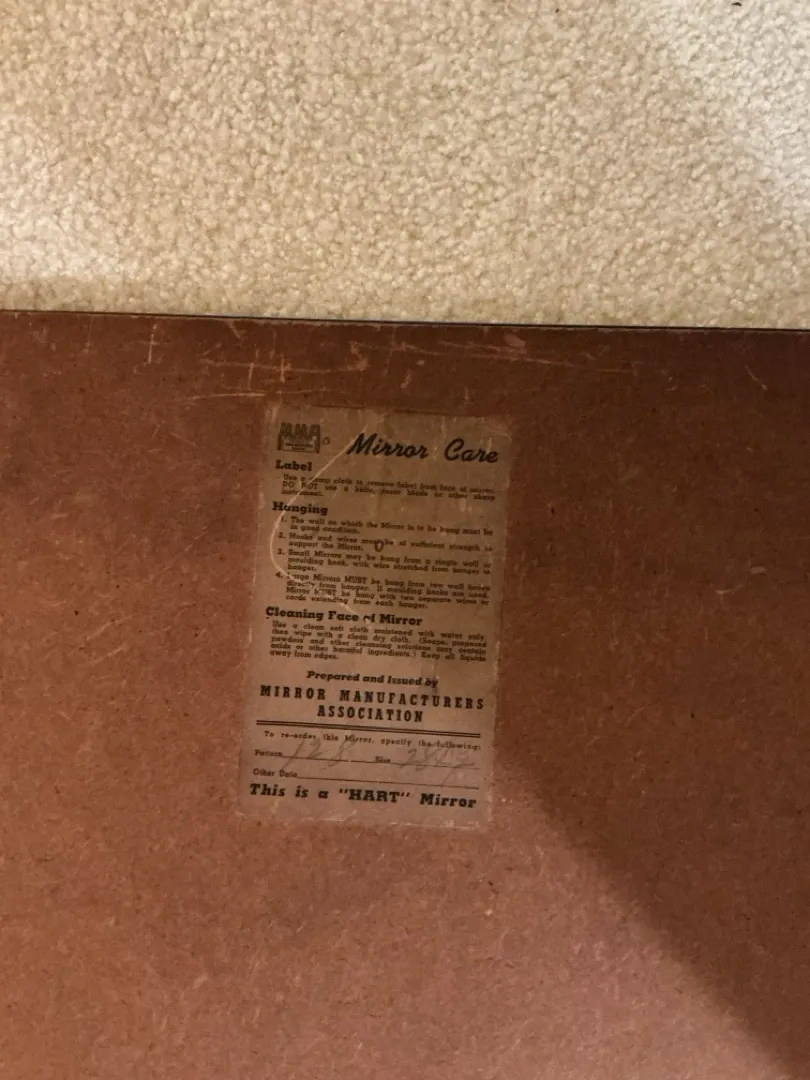 MMA
Mirror Care
Label
Use a damp cloth to remove label from face of mirror.
DO NOT use a knife, razor blade or other sharp
instrument.
Hanging
1. The wall on which the Mirror is to be hung must be
in good condition.
2. Hooks and wires must be of sufficient strength to
support the Mirror.
3. Small Mirrors may be hung from a single wall or
moulding hook, with wire stretched from hanger to
hanger.
4. Large Mirrors MUST be hung from two wall hooks
directly from hanger. If moulding hooks are used,
Mirror MUST be hung with two separate wires or
cords extending from each hanger.
Cleaning Face of Mirror
Use a clean soft cloth moistened with water only,
then wipe with a clean dry cloth. (Soaps, prepared
powders and other cleansing solutions may contain
acids or other harmful ingredients.) Keep all liquids
away from edges.
Prepared and Issued by
MIRROR MANUFACTURERS
ASSOCIATION
To re-order this Mirror, specify the following:
Pattern 128 Size
Other Data
This is a "HART" Mirror